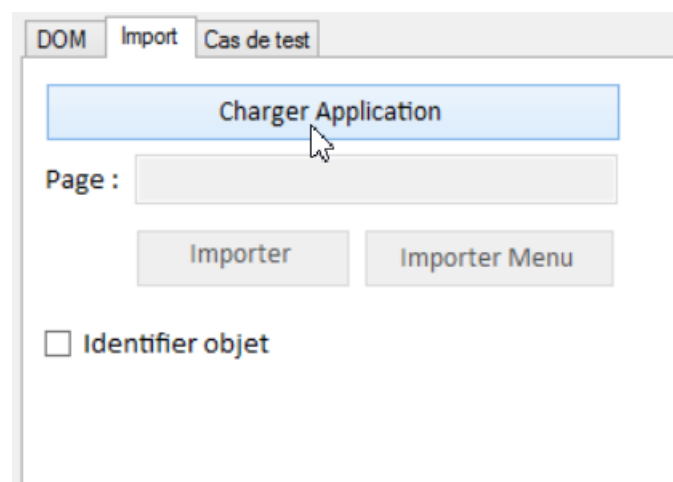 DOM Import Cas de test
Charger Application
Page :
Importer Importer Menu
Identifier objet